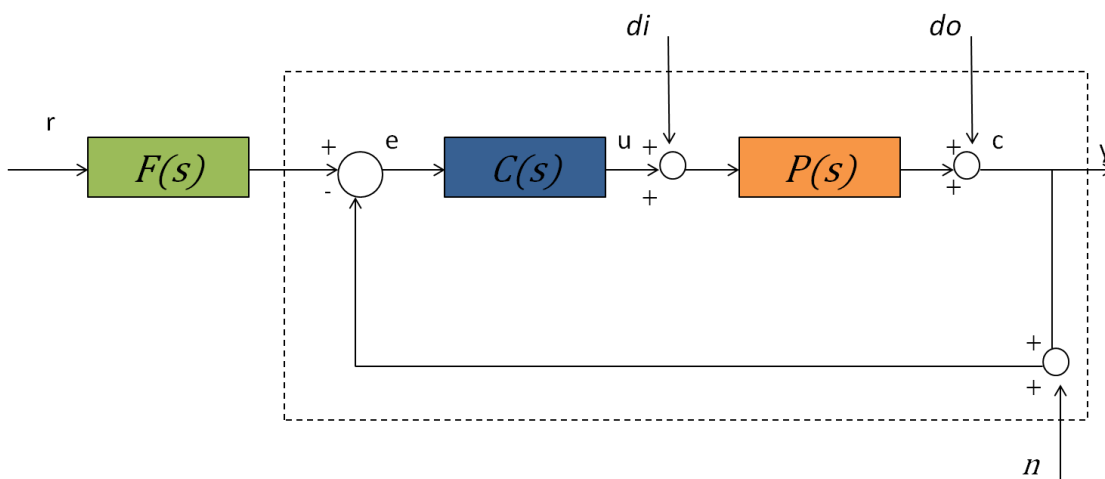 di
do
r
F(s)
+
-
e
C(s)
u
+
+
P(s)
+
+
c
y
+
+
n